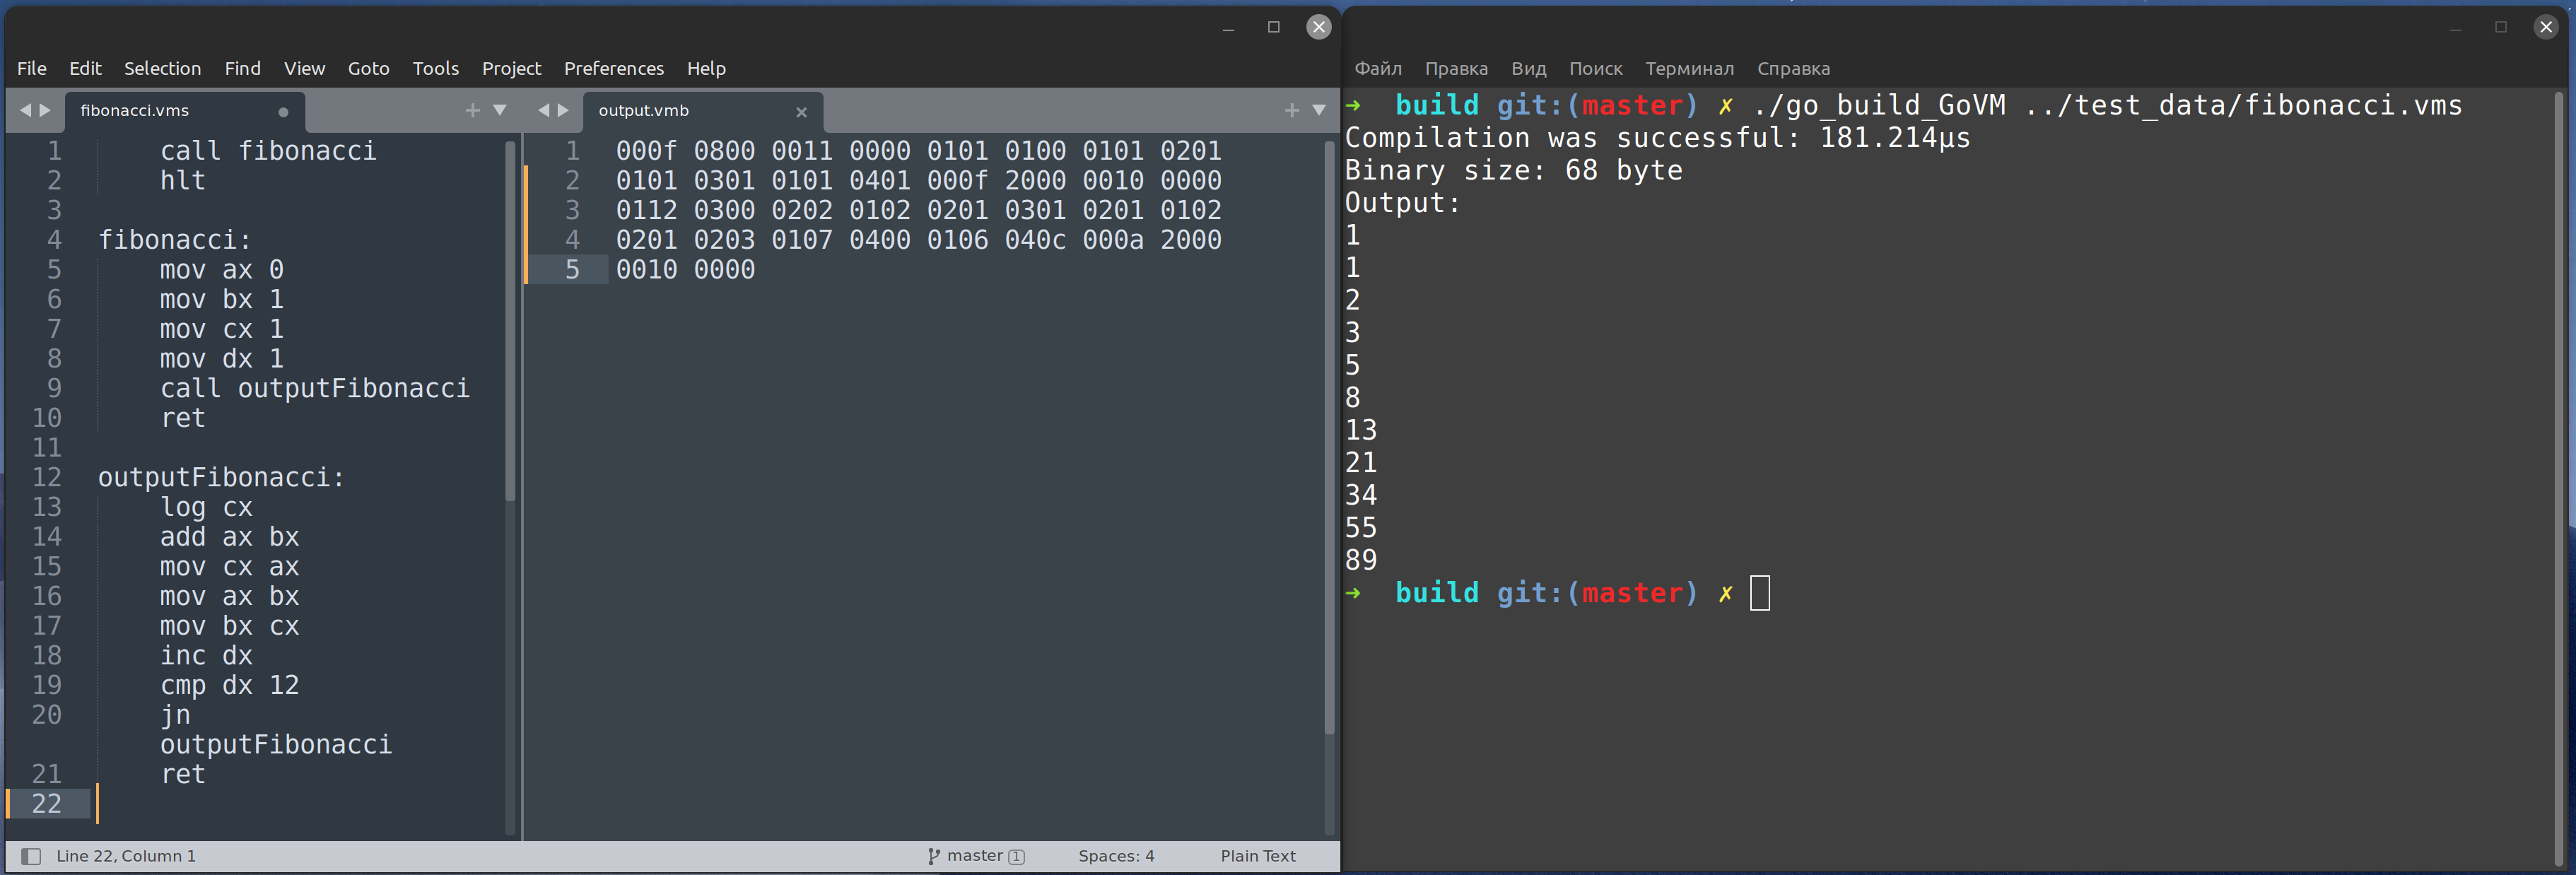 File Edit Selection Find View Goto Tools Project Preferences Help
fibonacci.vms
output.vmb
1 call fibonacci
2 hlt
3
4 fibonacci:
5 mov ax 0
6 mov bx 1
7 mov cx 1
8 mov dx 1
9 call outputFibonacci
10 ret
11
12 outputFibonacci:
13 log cx
14 add ax bx
15 mov cx ax
16 mov ax bx
17 mov bx cx
18 inc dx
19 cmp dx 12
20 jn
outputFibonacci
21 ret
22
1 000f 0800 0011 0000 0101 0100 0101 0201
2 0101 0301 0101 0401 000f 2000 0010 0000
3 0112 0300 0202 0102 0201 0301 0201 0102
4 0201 0203 0107 0400 0106 040c 000a 2000
5 0010 0000
Line 22, Column 1
master 1
Spaces: 4
Plain Text
Файл Правка Вид Поиск Терминал Справка
➜ build git:(master) ✗ ./go_build_GoVM ../test_data/fibonacci.vms
Compilation was successful: 181.214µs
Binary size: 68 byte
Output:
1
1
2
3
5
8
13
21
34
55
89
➜ build git:(master) ✗